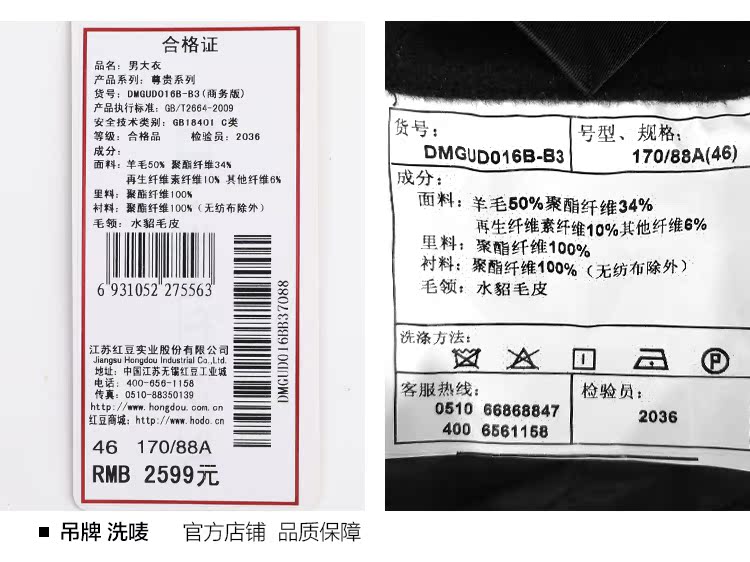 合格证
品名：男大衣
产品系列：尊贵系列
货号：DMGUD016B-B3(商务版)
产品执行标准：GB/T2664-2009
安全技术类别：GB18401 C类
等级：合格品 检验员：2036
成分：
面料：羊毛50% 聚酯纤维34%
再生纤维素纤维10% 其他纤维6%
里料：聚酯纤维100%
衬料：聚酯纤维100%（无纺布除外）
毛领：水貂毛皮
6 931052 275563
DMGUD016BB37088
江苏红豆实业股份有限公司
Jiangsu Hongdou Industrial Co.,Ltd.
地址：中国江苏无锡红豆工业城
电话：400-656-1158
传真：0510-88350139
http://www.hongdou.com.cn
红豆商城：http://www.hodo.cn
46 170/88A
RMB 2599元
货号：
DMGUD016B-B3
号型、规格：
170/88A(46)
成分：
面料：羊毛50%聚酯纤维34%
再生纤维素纤维10%其他纤维6%
里料：聚酯纤维100%
衬料：聚酯纤维100%（无纺布除外）
毛领：水貂毛皮
洗涤方法：
P
客服热线：
0510 66868847
400 6561158
检验员：
2036
吊牌 洗唛 官方店铺 品质保障